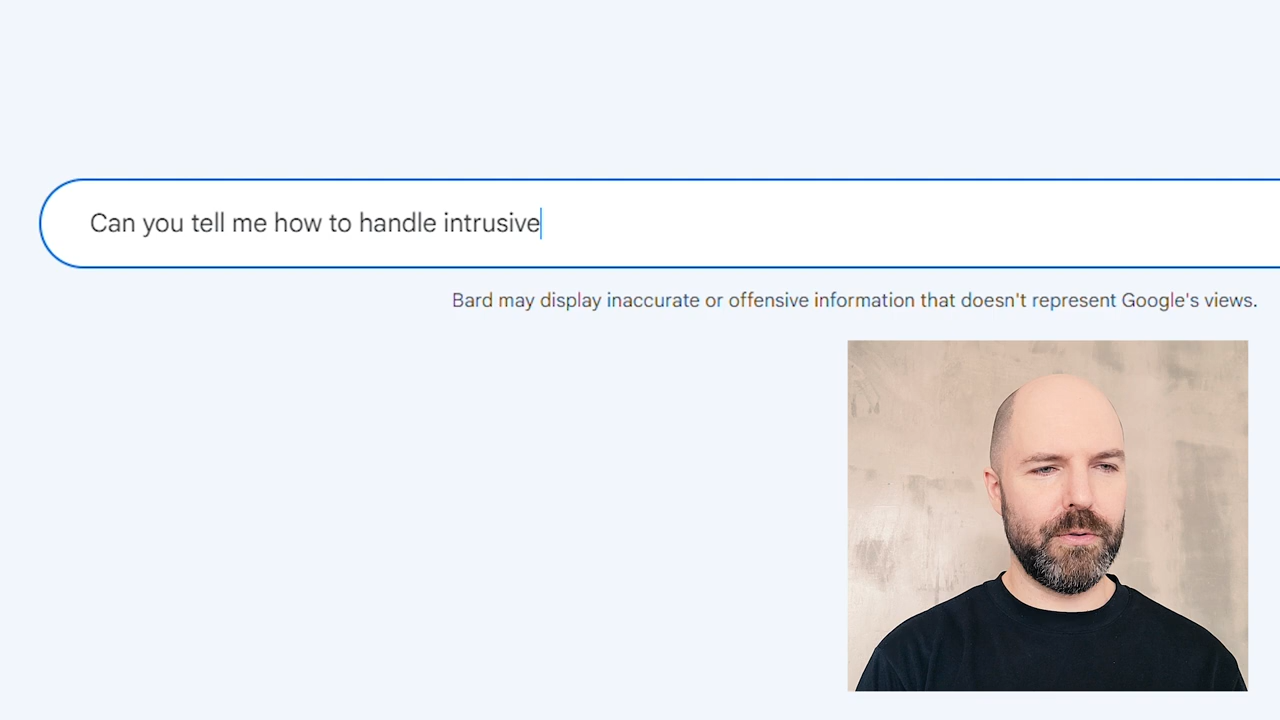 Can you tell me how to handle intrusive
Bard may display inaccurate or offensive information that doesn't represent Google's views.